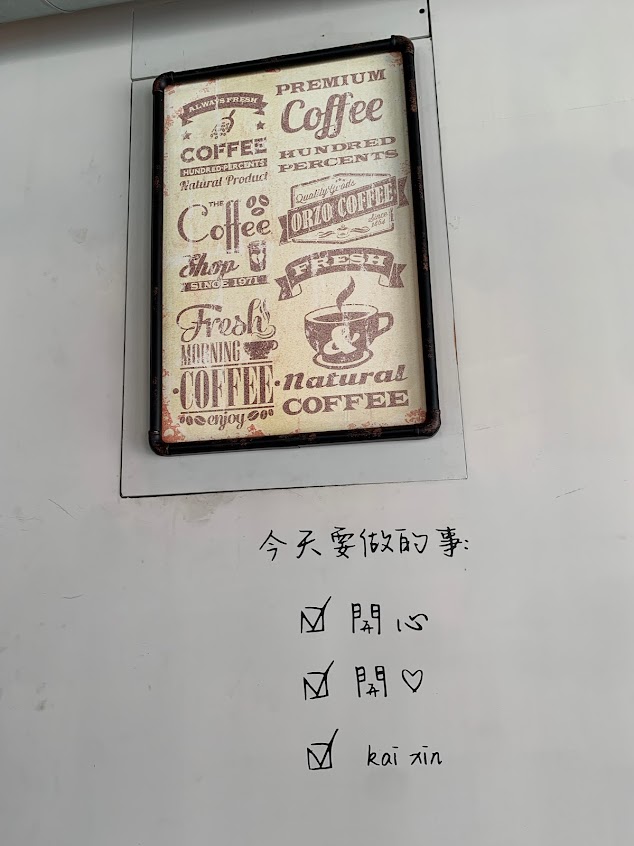 ALWAYS FRESH
COFFEE
HUNDRED PERCENTS
Natural Product
THE
Coffee
Shop
SINCE 1971
Fresh
MORNING
COFFEE
enjoy
PREMIUM
Coffee
HUNDRED
PERCENTS
Quality Goods
ORZO COFFEE
Since
1864
FRESH
&
Natural
COFFEE
今天要做的事:
☑ 開心
☑ 開♡
☑ kai xin